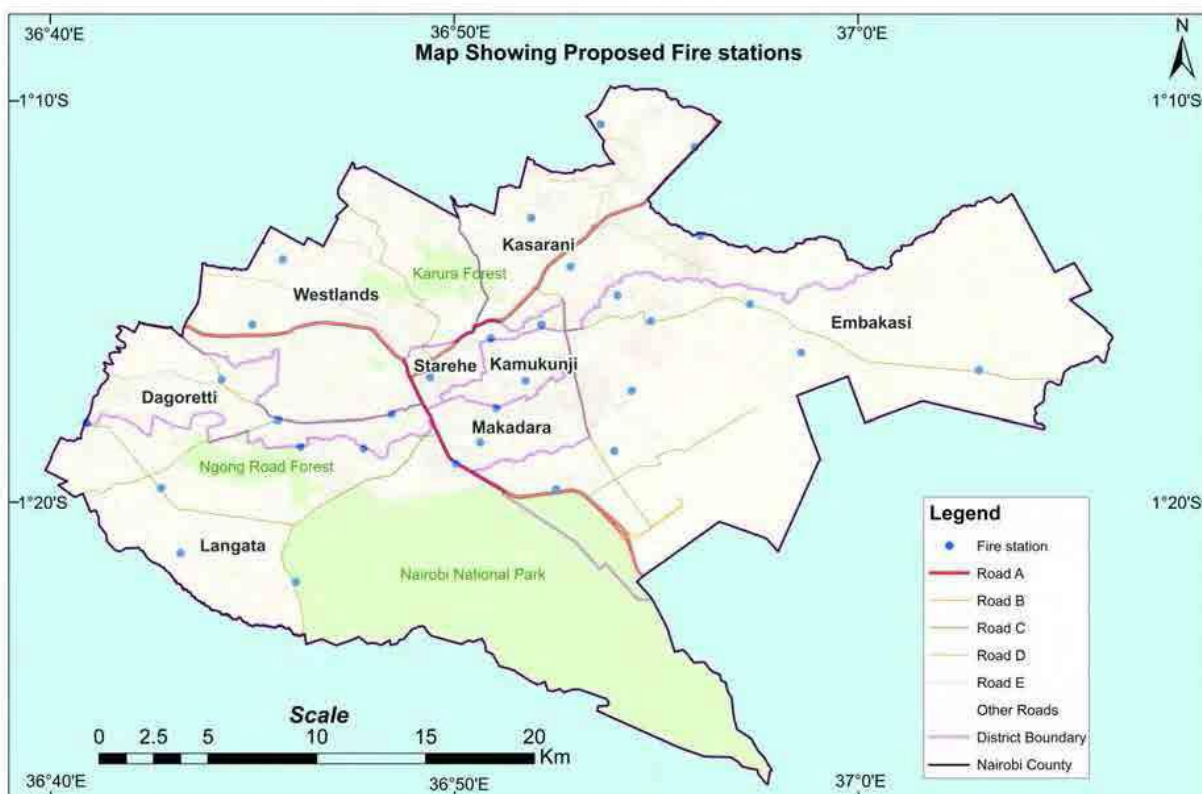 36°40'E
36°50'E
37°0'E
N
Map Showing Proposed Fire stations
1°10'S
1°10'S
Kasarani
Karura Forest
Westlands
Embakasi
Starehe
Kamukunji
Dagoretti
Makadara
Ngong Road Forest
1°20'S
1°20'S
Langata
Nairobi National Park
Legend
Fire station
Road A
Road B
Road C
Road D
Road E
Other Roads
District Boundary
Nairobi County
Scale
0 2.5 5 10 15 20
Km
36°40'E
36°50'E
37°0'E